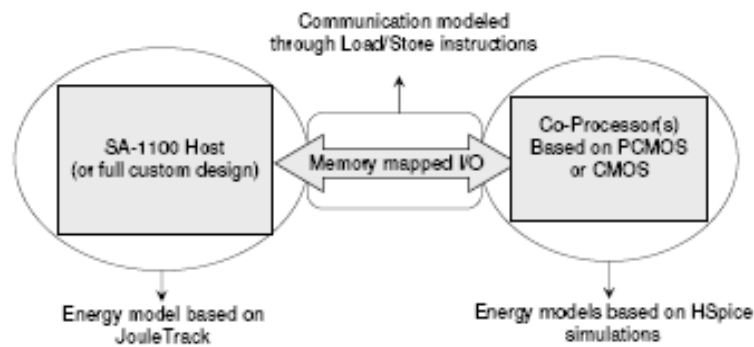 Communication modeled
through Load/Store instructions
SA-1100 Host
(or full custom design)
Memory mapped I/O
Co-Processor(s)
Based on PCMOS
or CMOS
Energy model based on
JouleTrack
Energy models based on HSpice
simulations